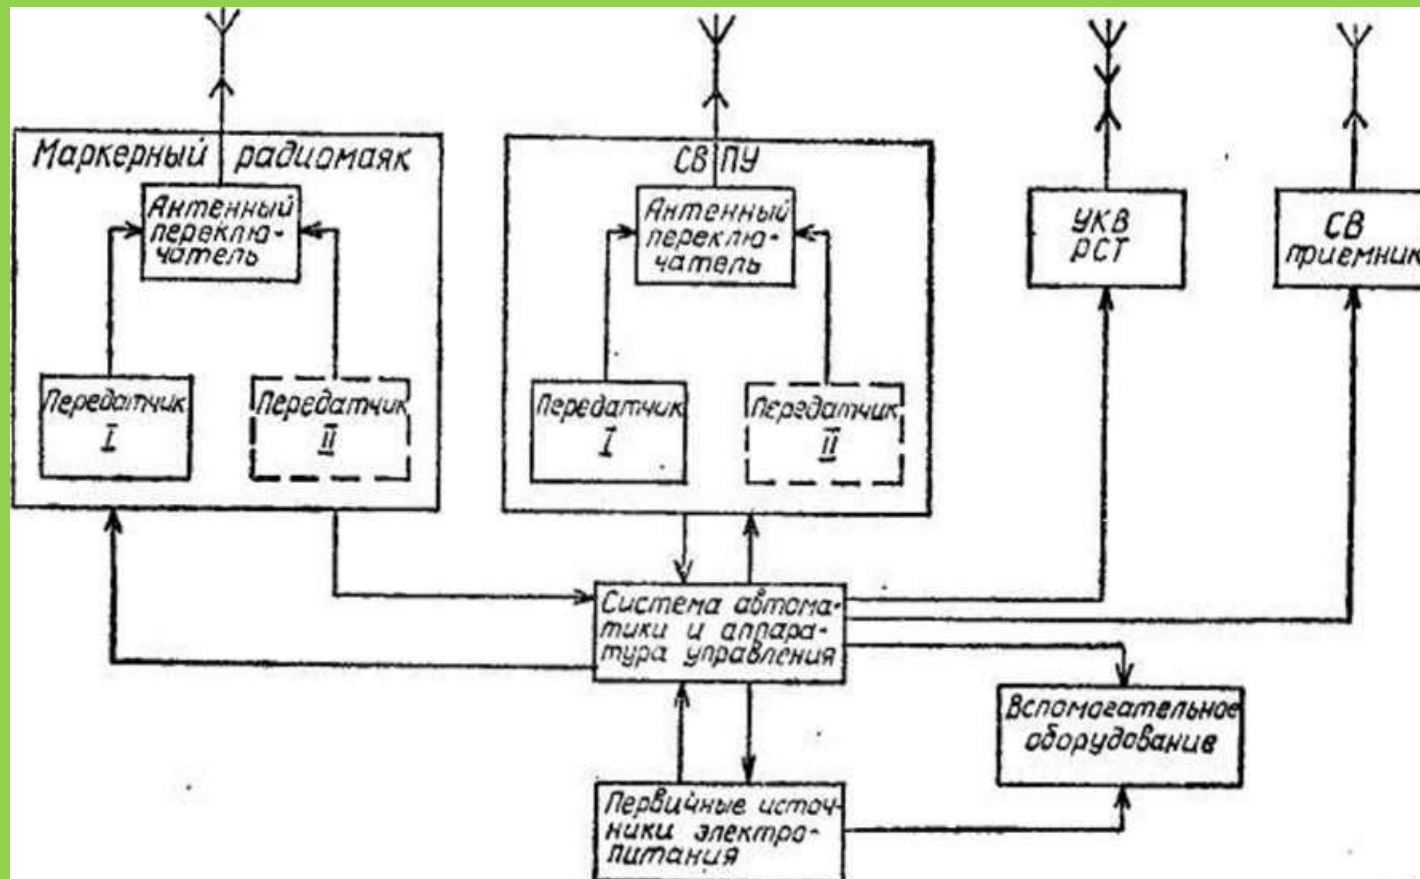 Маркерный радиомаяк
Антенный
переклю-
чатель
Передатчик
I
Передатчик
II
СВ ПУ
Антенный
переклю-
чатель
Передатчик
I
Передатчик
II
УКВ
РСТ
СВ
приемник
Система автома-
тики и аппара-
тура управления
Вспомогательное
оборудование
Первийные источ-
ники электро-
питания